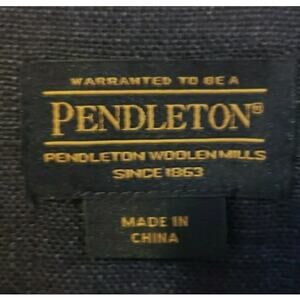 WARRANTED TO BE A
PENDLETON®
PENDLETON WOOLEN MILLS
SINCE 1863
MADE IN
CHINA